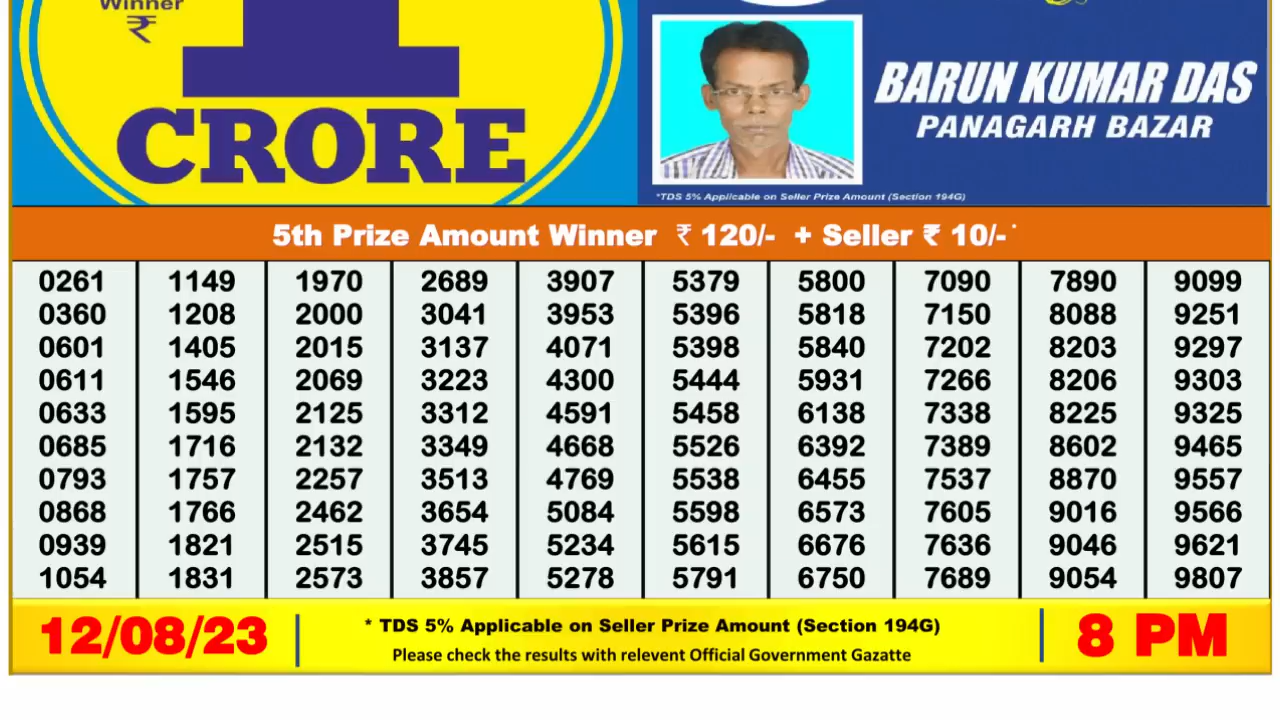 Winner
₹
1
CRORE
BARUN KUMAR DAS
PANAGARH BAZAR
*TDS 5% Applicable on Seller Prize Amount (Section 194G)
5th Prize Amount Winner ₹ 120/- + Seller ₹ 10/- *
0261 1149 1970 2689 3907 5379 5800 7090 7890 9099
0360 1208 2000 3041 3953 5396 5818 7150 8088 9251
0601 1405 2015 3137 4071 5398 5840 7202 8203 9297
0611 1546 2069 3223 4300 5444 5931 7266 8206 9303
0633 1595 2125 3312 4591 5458 6138 7338 8225 9325
0685 1716 2132 3349 4668 5526 6392 7389 8602 9465
0793 1757 2257 3513 4769 5538 6455 7537 8870 9557
0868 1766 2462 3654 5084 5598 6573 7605 9016 9566
0939 1821 2515 3745 5234 5615 6676 7636 9046 9621
1054 1831 2573 3857 5278 5791 6750 7689 9054 9807
12/08/23
* TDS 5% Applicable on Seller Prize Amount (Section 194G)
Please check the results with relevent Official Government Gazatte
8 PM